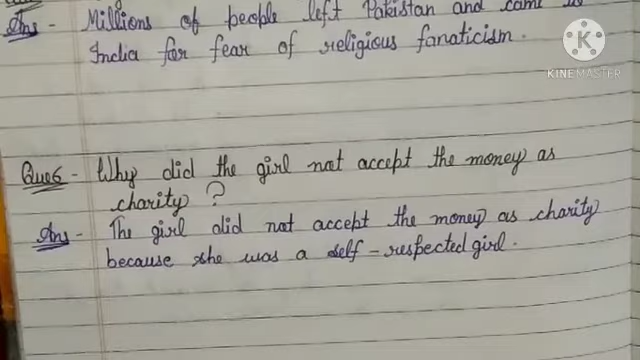 Ans - Millions of people left Pakistan and came to
India for fear of religious fanaticism.
KINEMASTER
Ques - Why did the girl not accept the money as
charity ?
Ans - The girl did not accept the money as charity
because she was a self-respected girl.